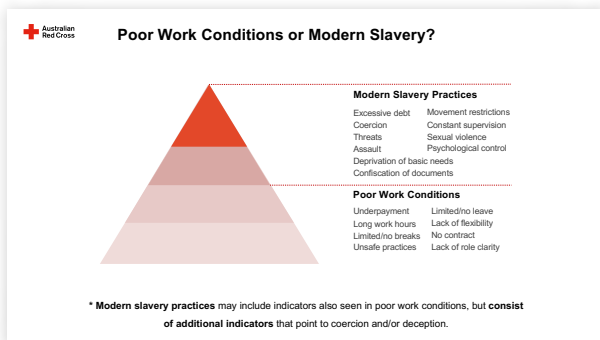 Australian
Red Cross
Poor Work Conditions or Modern Slavery?
Modern Slavery Practices
Excessive debt Movement restrictions
Coercion Constant supervision
Threats Sexual violence
Assault Psychological control
Deprivation of basic needs
Confiscation of documents
Poor Work Conditions
Underpayment Limited/no leave
Long work hours Lack of flexibility
Limited/no breaks No contract
Unsafe practices Lack of role clarity
* Modern slavery practices may include indicators also seen in poor work conditions, but consist
of additional indicators that point to coercion and/or deception.